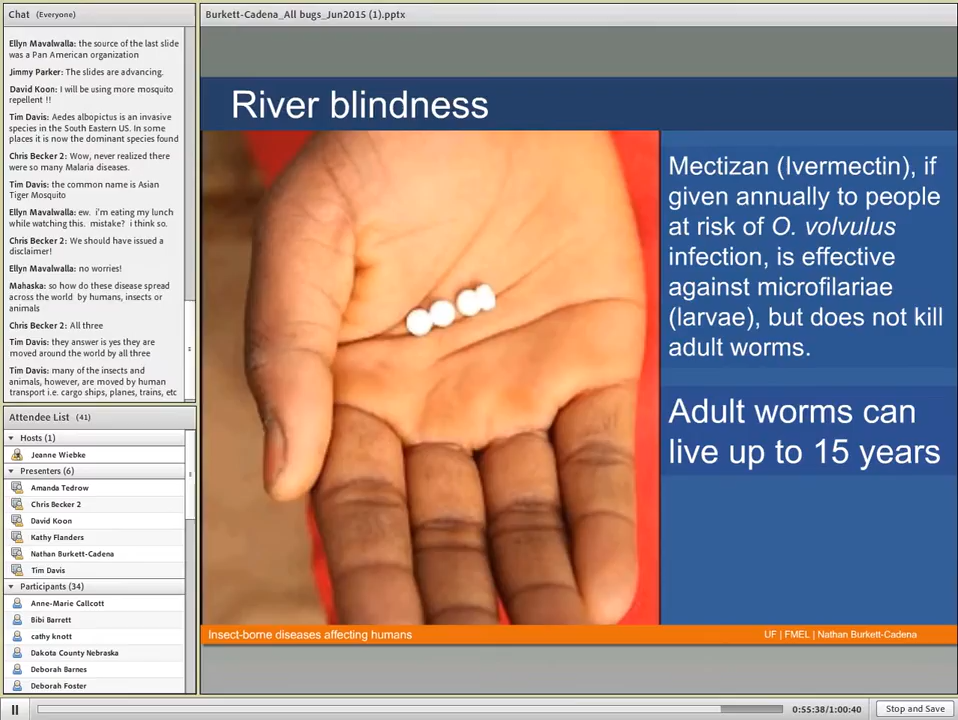 Chat (Everyone)
Ellyn Mavalwalla: the source of the last slide
was a Pan American organization
Jimmy Parker: The slides are advancing.
David Koon: I will be using more mosquito
repellent !!
Tim Davis: Aedes albopictus is an invasive
species in the South Eastern US. In some
places it is now the dominant species found
Chris Becker 2: Wow, never realized there
were so many Malaria diseases.
Tim Davis: the common name is Asian
Tiger Mosquito
Ellyn Mavalwalla: ew. i'm eating my lunch
while watching this. mistake? i think so.
Chris Becker 2: We should have issued a
disclaimer!
Ellyn Mavalwalla: no worries!
Mahaska: so how do these disease spread
across the world by humans, insects or
animals
Chris Becker 2: All three
Tim Davis: they answer is yes they are
moved around the world by all three
Tim Davis: many of the insects and
animals, however, are moved by human
transport i.e. cargo ships, planes, trains, etc
Attendee List (41)
Hosts (1)
Jeanne Wiebke
Presenters (6)
Amanda Tedrow
Chris Becker 2
David Koon
Kathy Flanders
Nathan Burkett-Cadena
Tim Davis
Participants (34)
Anne-Marie Callcott
Bibi Barrett
cathy knott
Dakota County Nebraska
Deborah Barnes
Deborah Foster
Burkett-Cadena_All bugs_Jun2015 (1).pptx
River blindness
Mectizan (Ivermectin), if
given annually to people
at risk of O. volvulus
infection, is effective
against microfilariae
(larvae), but does not kill
adult worms.
Adult worms can
live up to 15 years
Insect-borne diseases affecting humans
UF | FMEL | Nathan Burkett-Cadena
0:55:38/1:00:40
Stop and Save